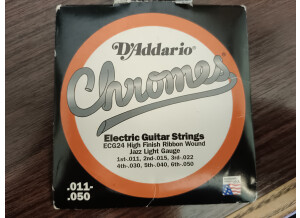 D'Addario
Chromes
Electric Guitar Strings
ECG24 High Finish Ribbon Wound
Jazz Light Gauge
1st-.011, 2nd-.015, 3rd-.022
4th-.030, 5th-.040, 6th-.050
.011-
.050